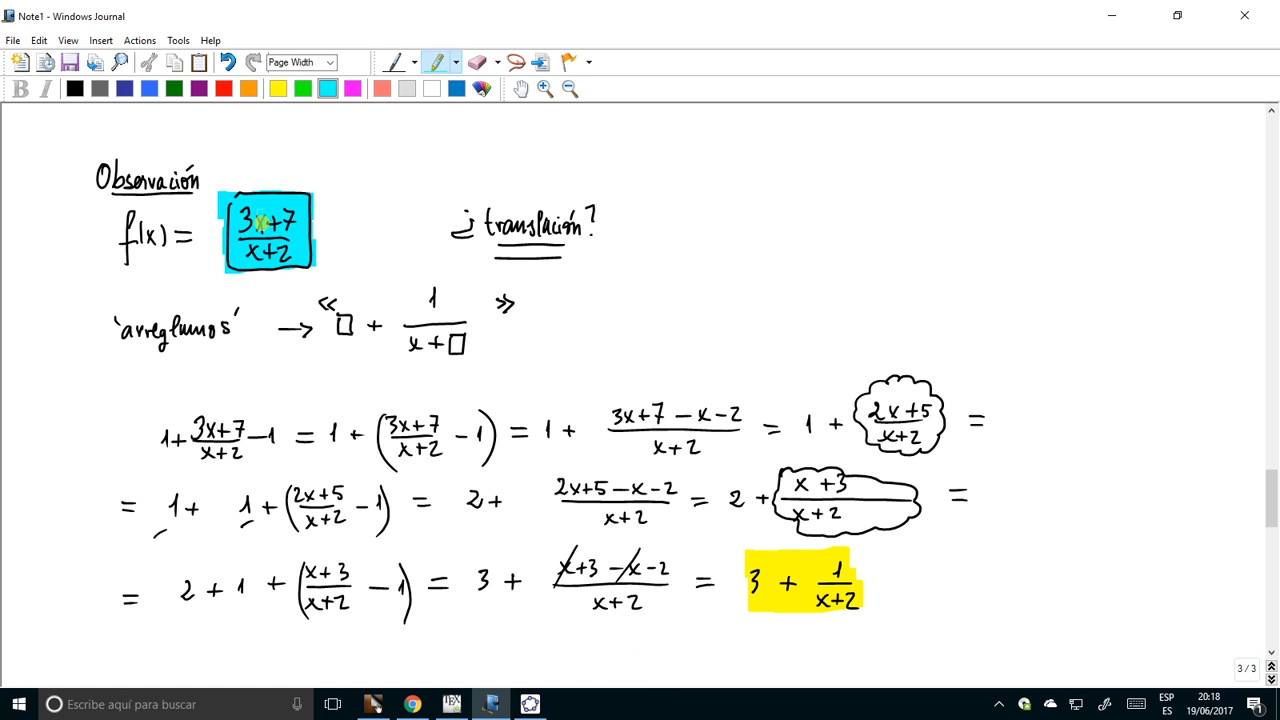 Note1 - Windows Journal
File Edit View Insert Actions Tools Help
Page Width
Observación
f(x) = (3x+7)/(x+2) ¿translación?
'arreglamos' → « □ + 1/(x+□) »
1 + (3x+7)/(x+2) - 1 = 1 + ((3x+7)/(x+2) - 1) = 1 + (3x+7-x-2)/(x+2) = 1 + (2x+5)/(x+2) =
= 1 + 1 + ((2x+5)/(x+2) - 1) = 2 + (2x+5-x-2)/(x+2) = 2 + (x+3)/(x+2) =
= 2 + 1 + ((x+3)/(x+2) - 1) = 3 + (x+3-x-2)/(x+2) = 3 + 1/(x+2)
3 / 3
Escribe aquí para buscar
ESP 20:18
ES 19/06/2017